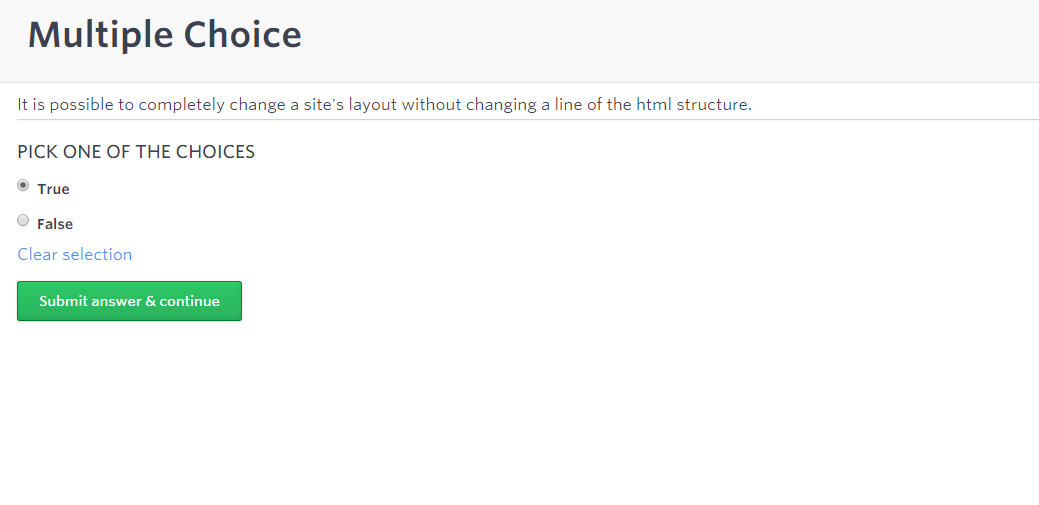 Multiple Choice
It is possible to completely change a site's layout without changing a line of the html structure.
PICK ONE OF THE CHOICES
True
False
Clear selection
Submit answer & continue